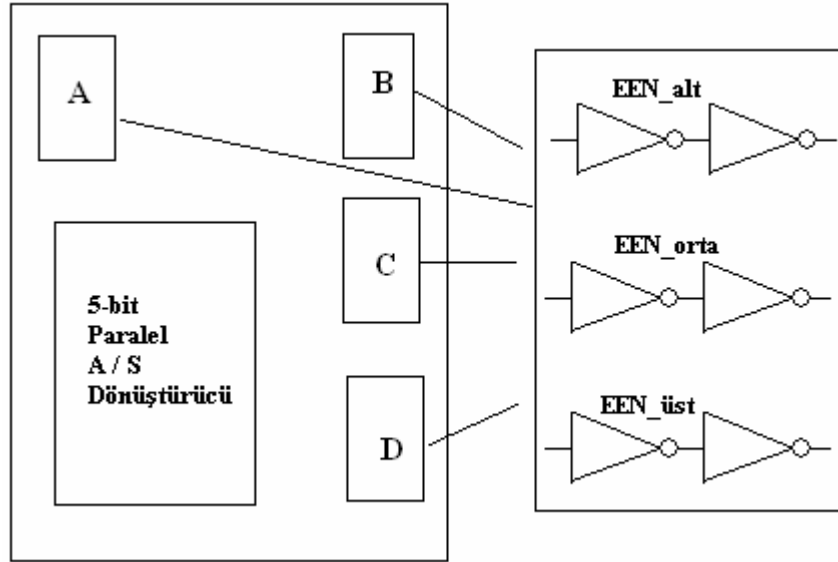 A
B
C
D
5-bit
Paralel
A / S
Dönüştürücü
EEN_alt
EEN_orta
EEN_üst